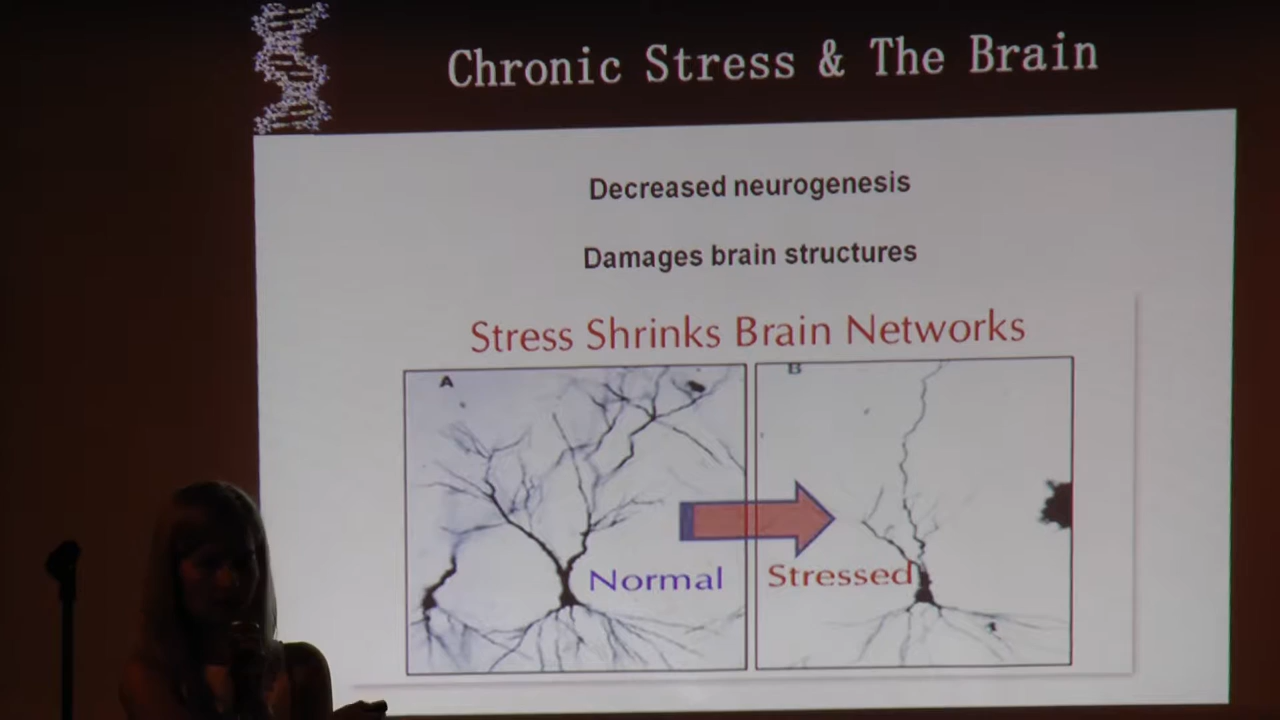 Chronic Stress & The Brain
Decreased neurogenesis
Damages brain structures
Stress Shrinks Brain Networks
A
B
Normal
Stressed